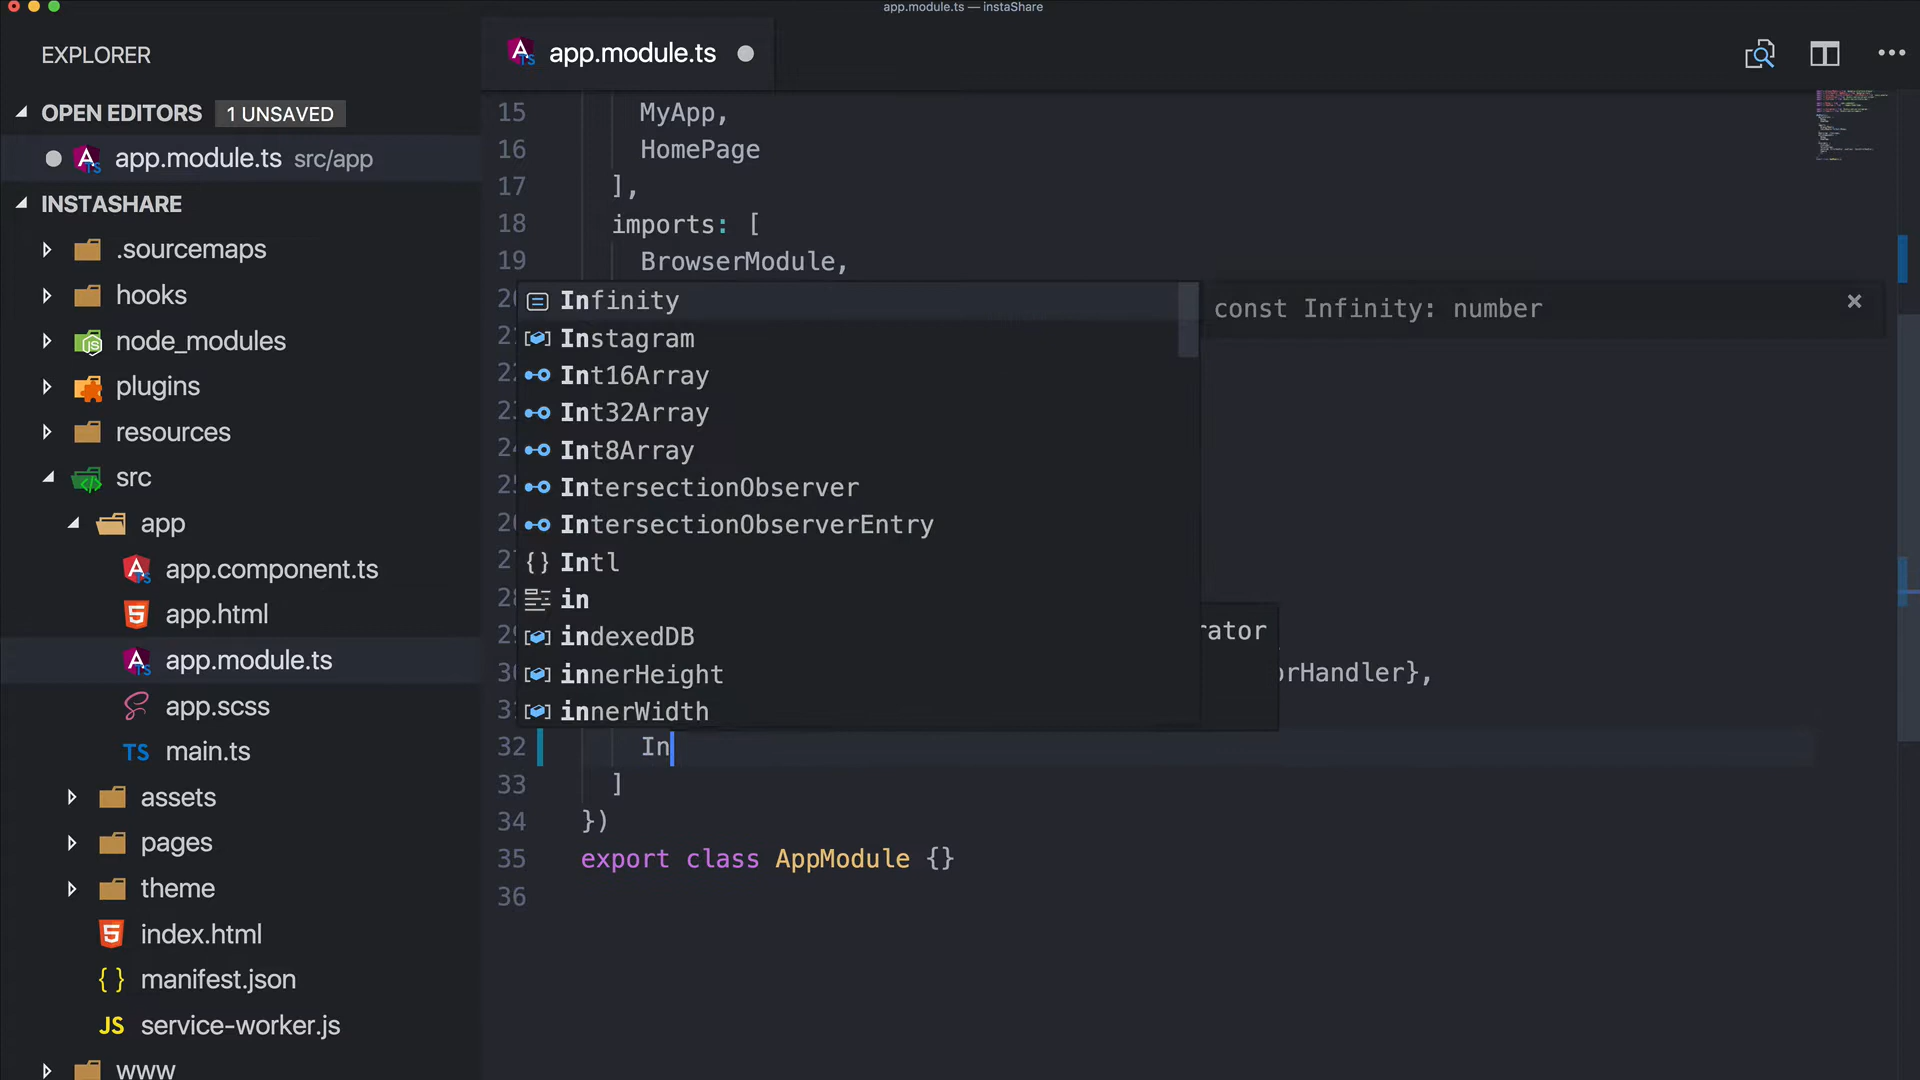 app.module.ts — instaShare
EXPLORER
OPEN EDITORS 1 UNSAVED
app.module.ts src/app
INSTASHARE
.sourcemaps
hooks
node_modules
plugins
resources
src
app
app.component.ts
app.html
app.module.ts
app.scss
TS main.ts
assets
pages
theme
index.html
{ } manifest.json
JS service-worker.js
www
app.module.ts
15 MyApp,
16 HomePage
17 ],
18 imports: [
19 BrowserModule,
Infinity
const Infinity: number
Instagram
Int16Array
Int32Array
Int8Array
IntersectionObserver
IntersectionObserverEntry
{} Intl
in
indexedDB
rator
innerHeight
orHandler},
innerWidth
32 In
33 ]
34 })
35 export class AppModule {}
36